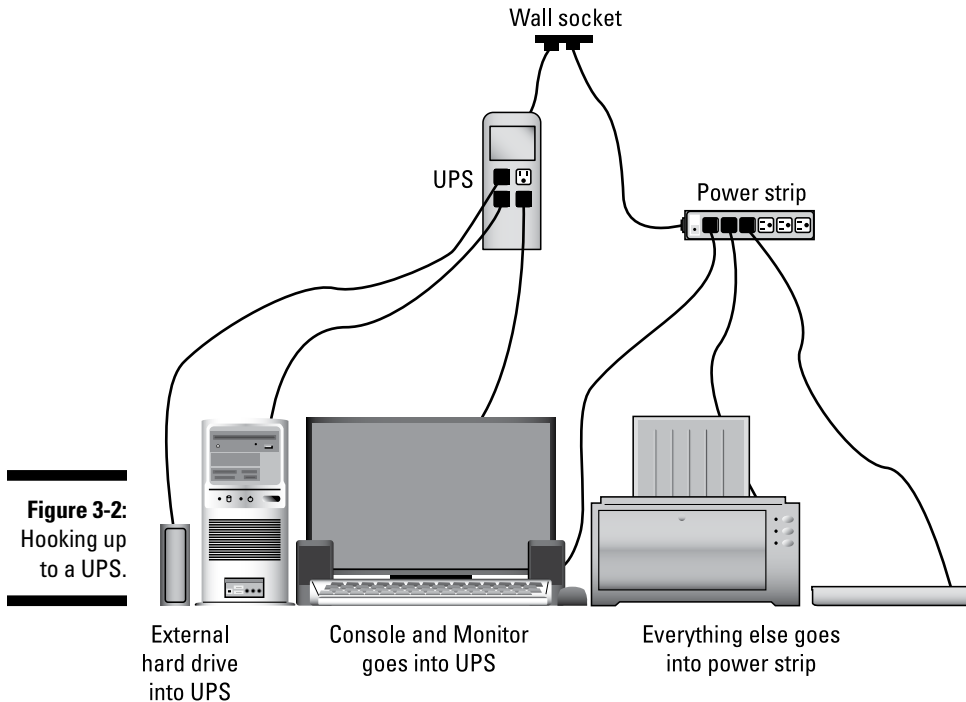 Wall socket
UPS
Power strip
Figure 3-2:
Hooking up
to a UPS.
External
hard drive
into UPS
Console and Monitor
goes into UPS
Everything else goes
into power strip